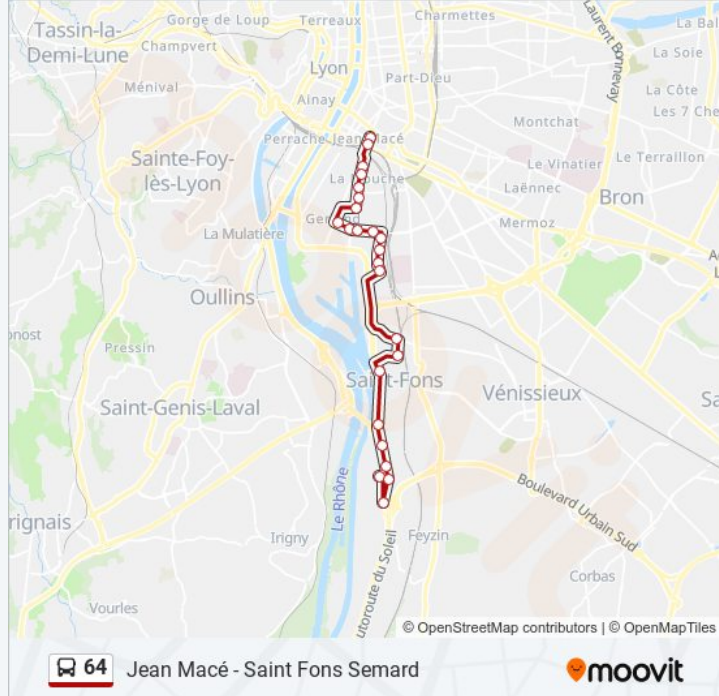 Gorge de Loup
Terreaux
Charmettes
Tassin-la-
Demi-Lune
Champvert
Laurent Bonnevay
La Soie
Lyon
Part-Dieu
Ménival
La Côte
Ainay
Les 7 Che
Perrache
Jean Macé
Montchat
Sainte-Foy-
lès-Lyon
Le Vinatier
Le Terraillon
Laënnec
Bron
Mermoz
La Mulatière
Oullins
Pressin
Saint-Fons
Vénissieux
Saint-Genis-Laval
Le Rhône
Boulevard Urbain Sud
rignais
Irigny
Feyzin
utoroute du Soleil
Corbas
Vourles
© OpenStreetMap contributors | © OpenMapTiles
64 Jean Macé - Saint Fons Semard
moovit